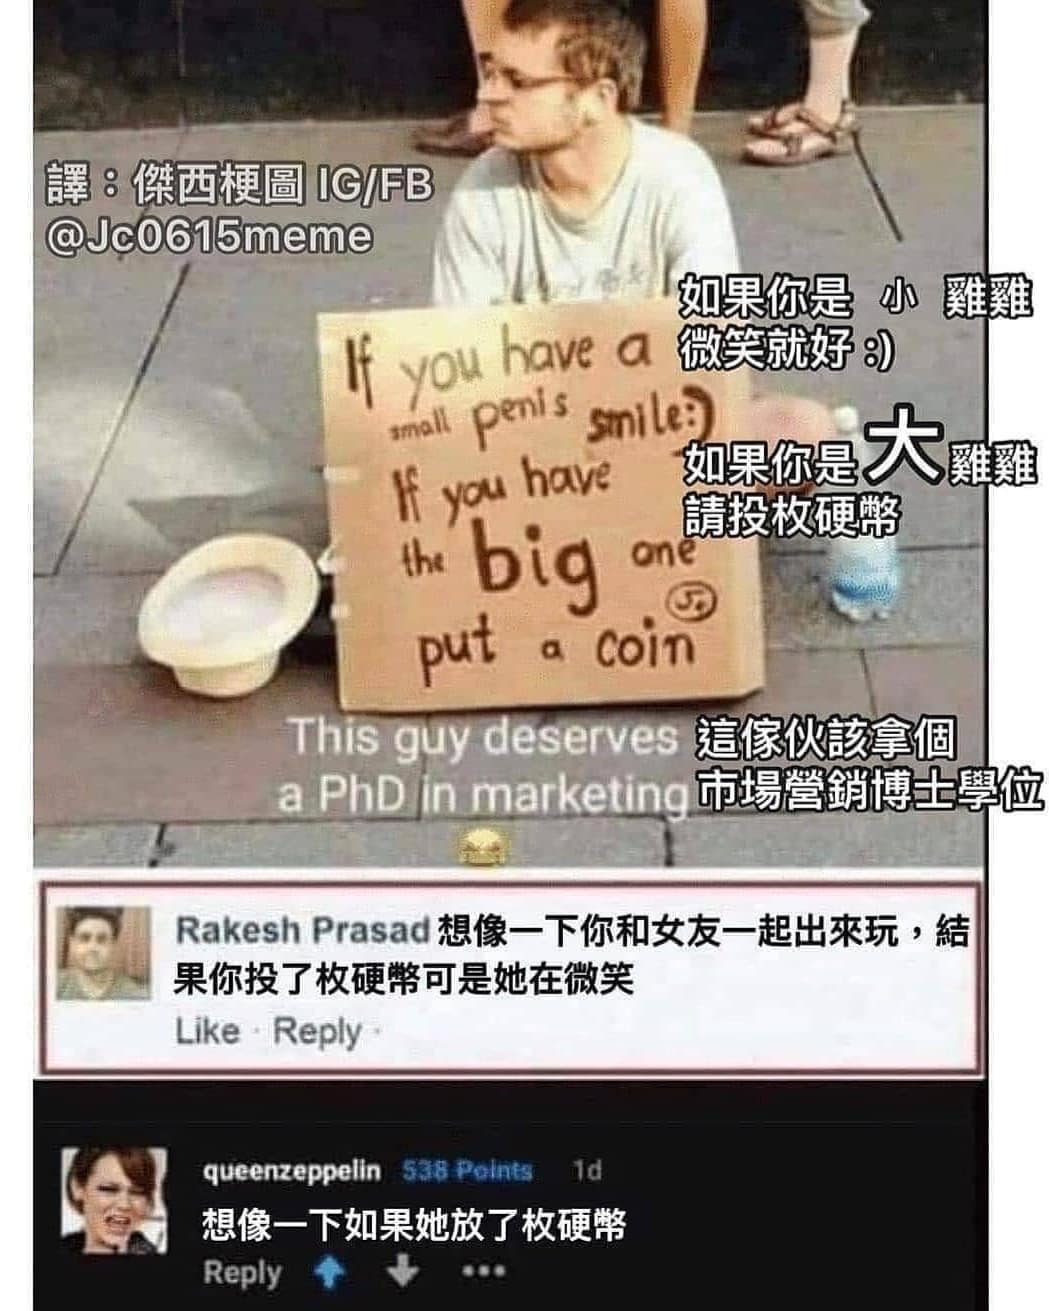 譯：傑西梗圖 IG/FB
@Jc0615meme
如果你是 小 雞雞
微笑就好 :)
If you have a
small penis smile:)
如果你是大雞雞
請投枚硬幣
If you have
the big one
put a coin
This guy deserves
a PhD in marketing
這傢伙該拿個
市場營銷博士學位
Rakesh Prasad 想像一下你和女友一起出來玩，結
果你投了枚硬幣可是她在微笑
Like · Reply ·
queenzeppelin 538 Points 1d
想像一下如果她放了枚硬幣
Reply